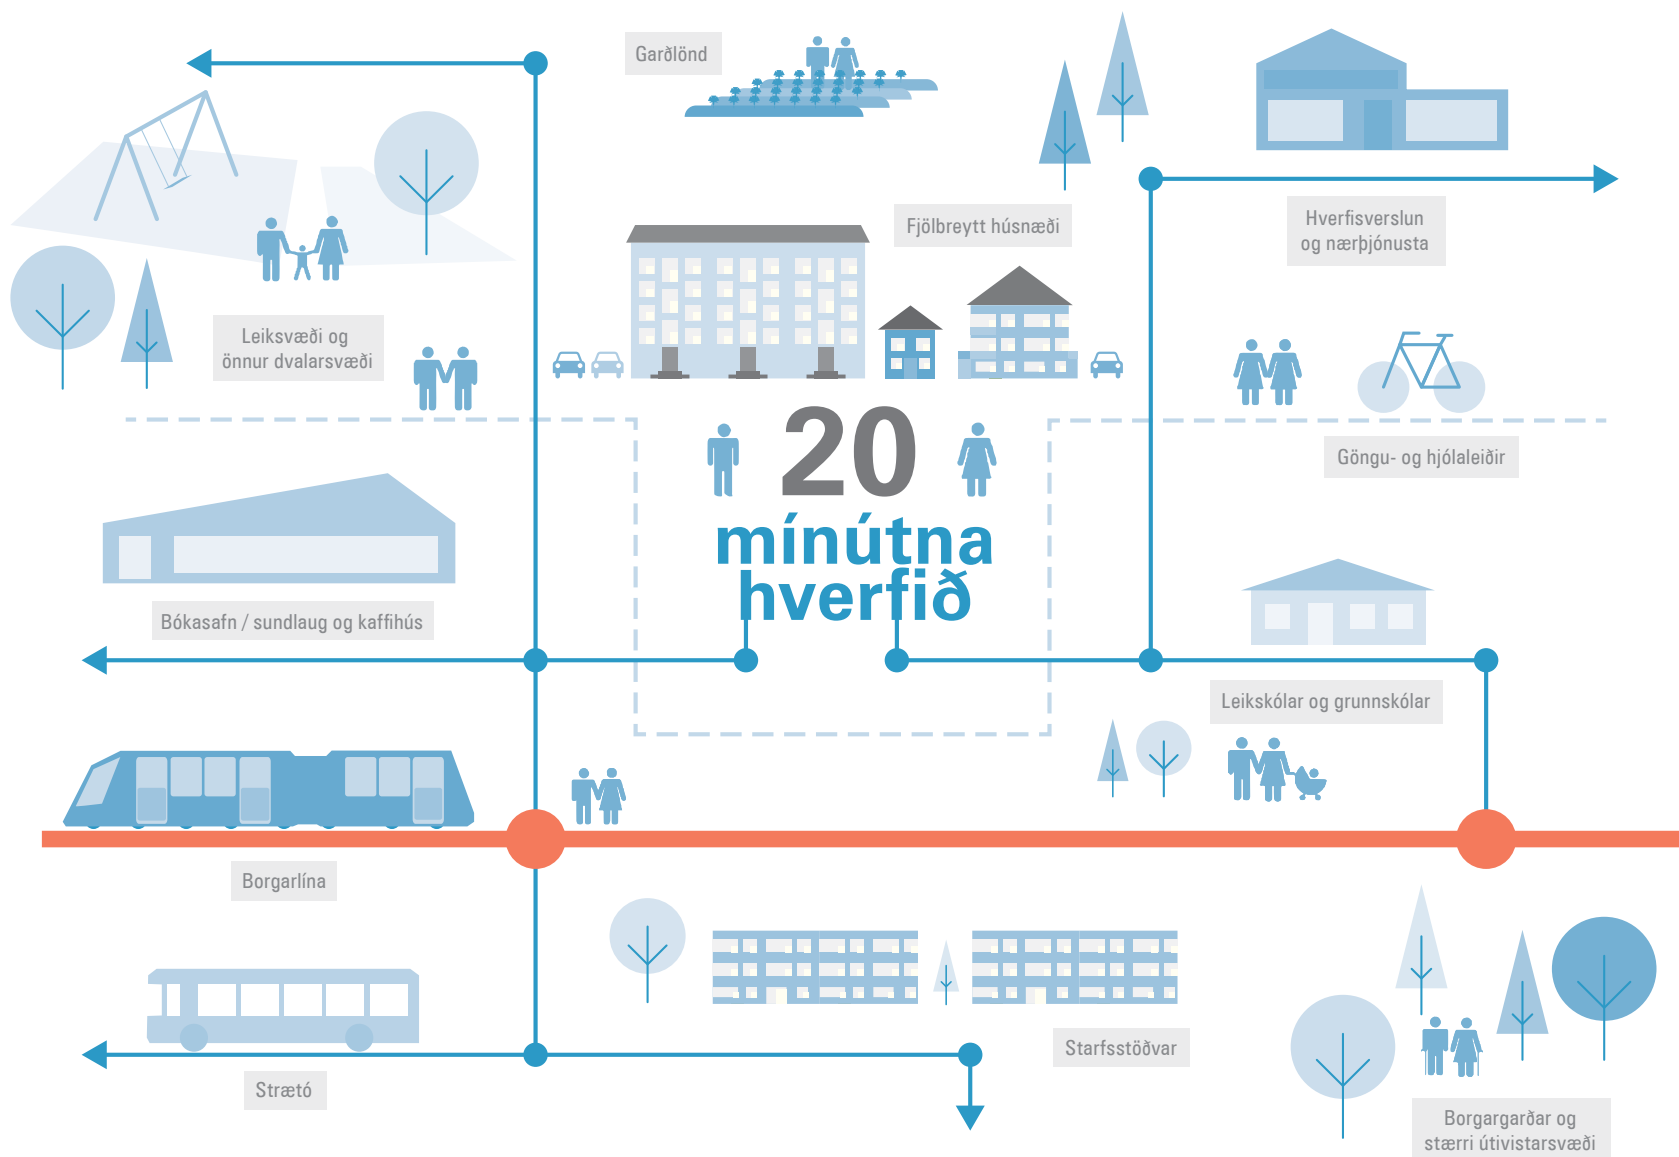 Garðlönd
Fjölbreytt húsnæði
Hverfisverslun
og nærþjónusta
Leiksvæði og
önnur dvalarsvæði
20
mínútna
hverfið
Göngu- og hjólaleiðir
Bókasafn / sundlaug og kaffihús
Leikskólar og grunnskólar
Borgarlína
Starfsstöðvar
Strætó
Borgargarðar og
stærri útivistarsvæði